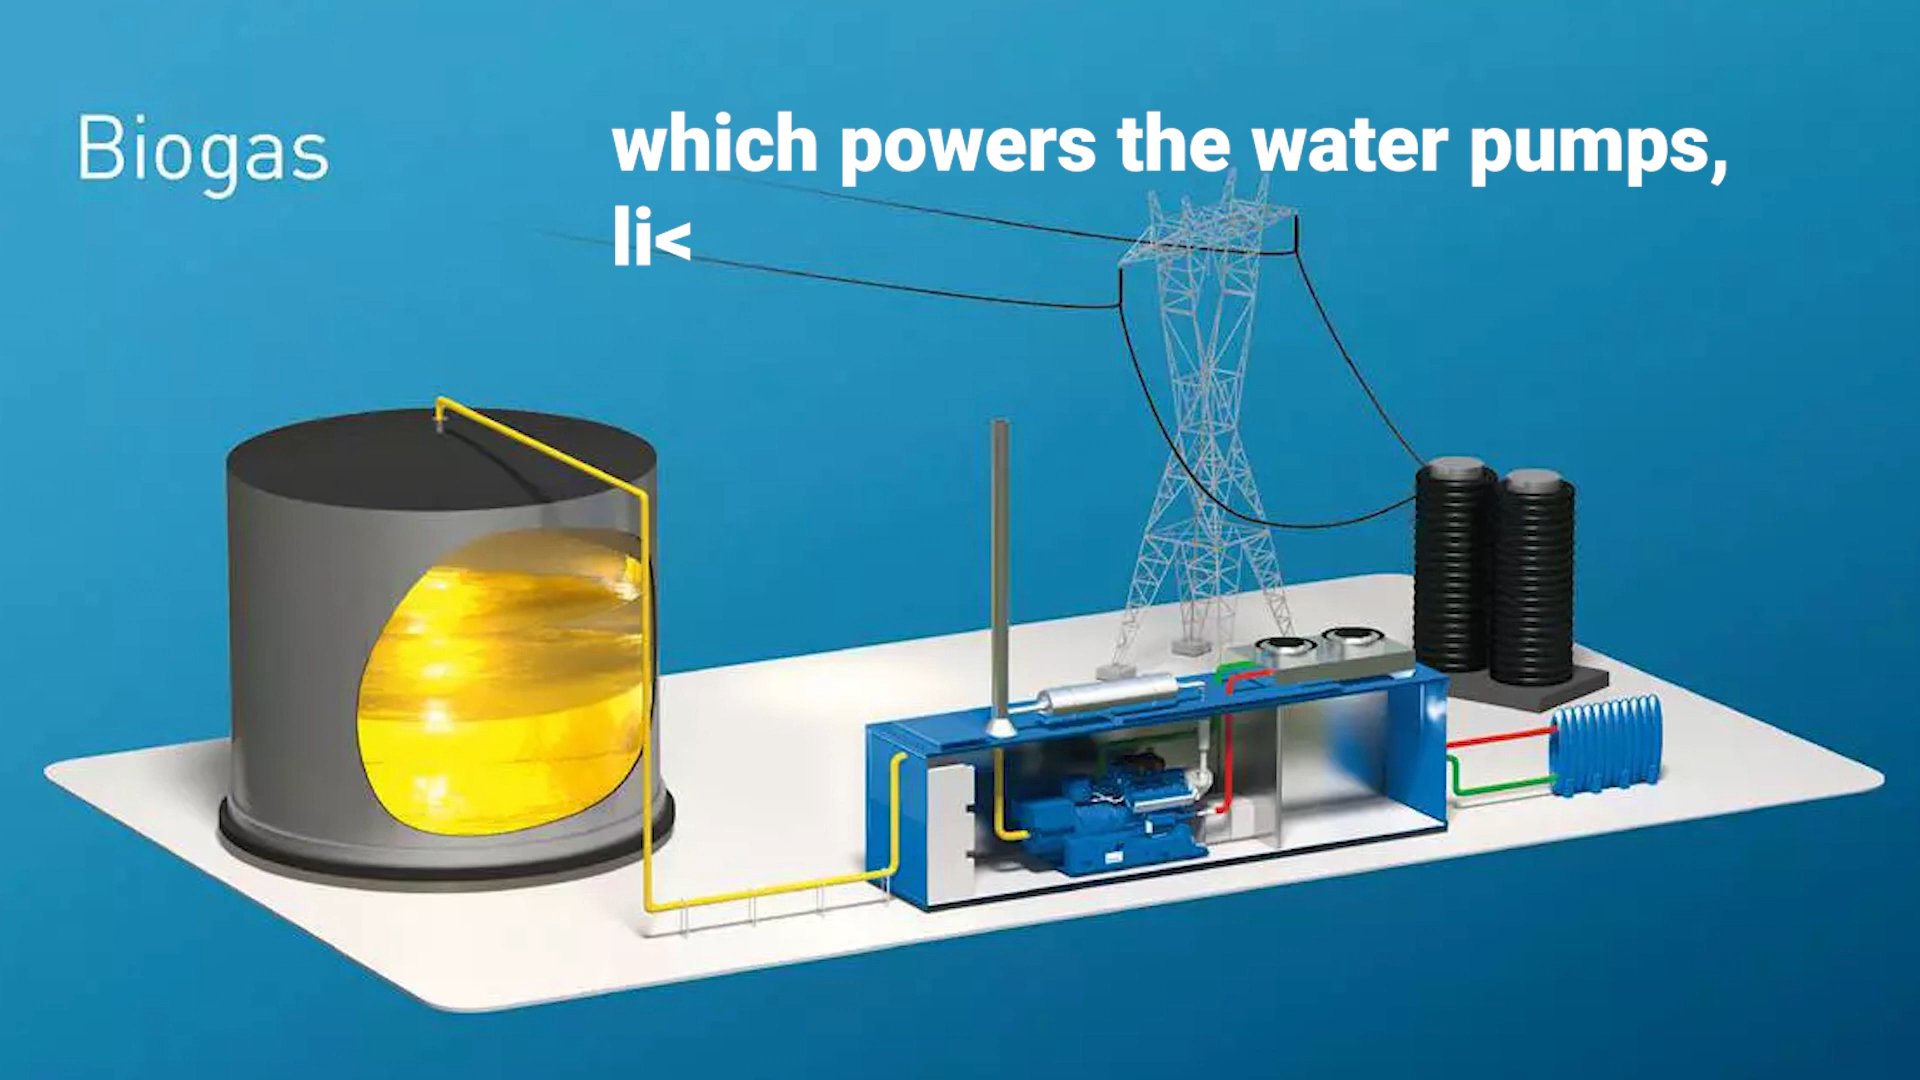 Biogas
which powers the water pumps,
li<